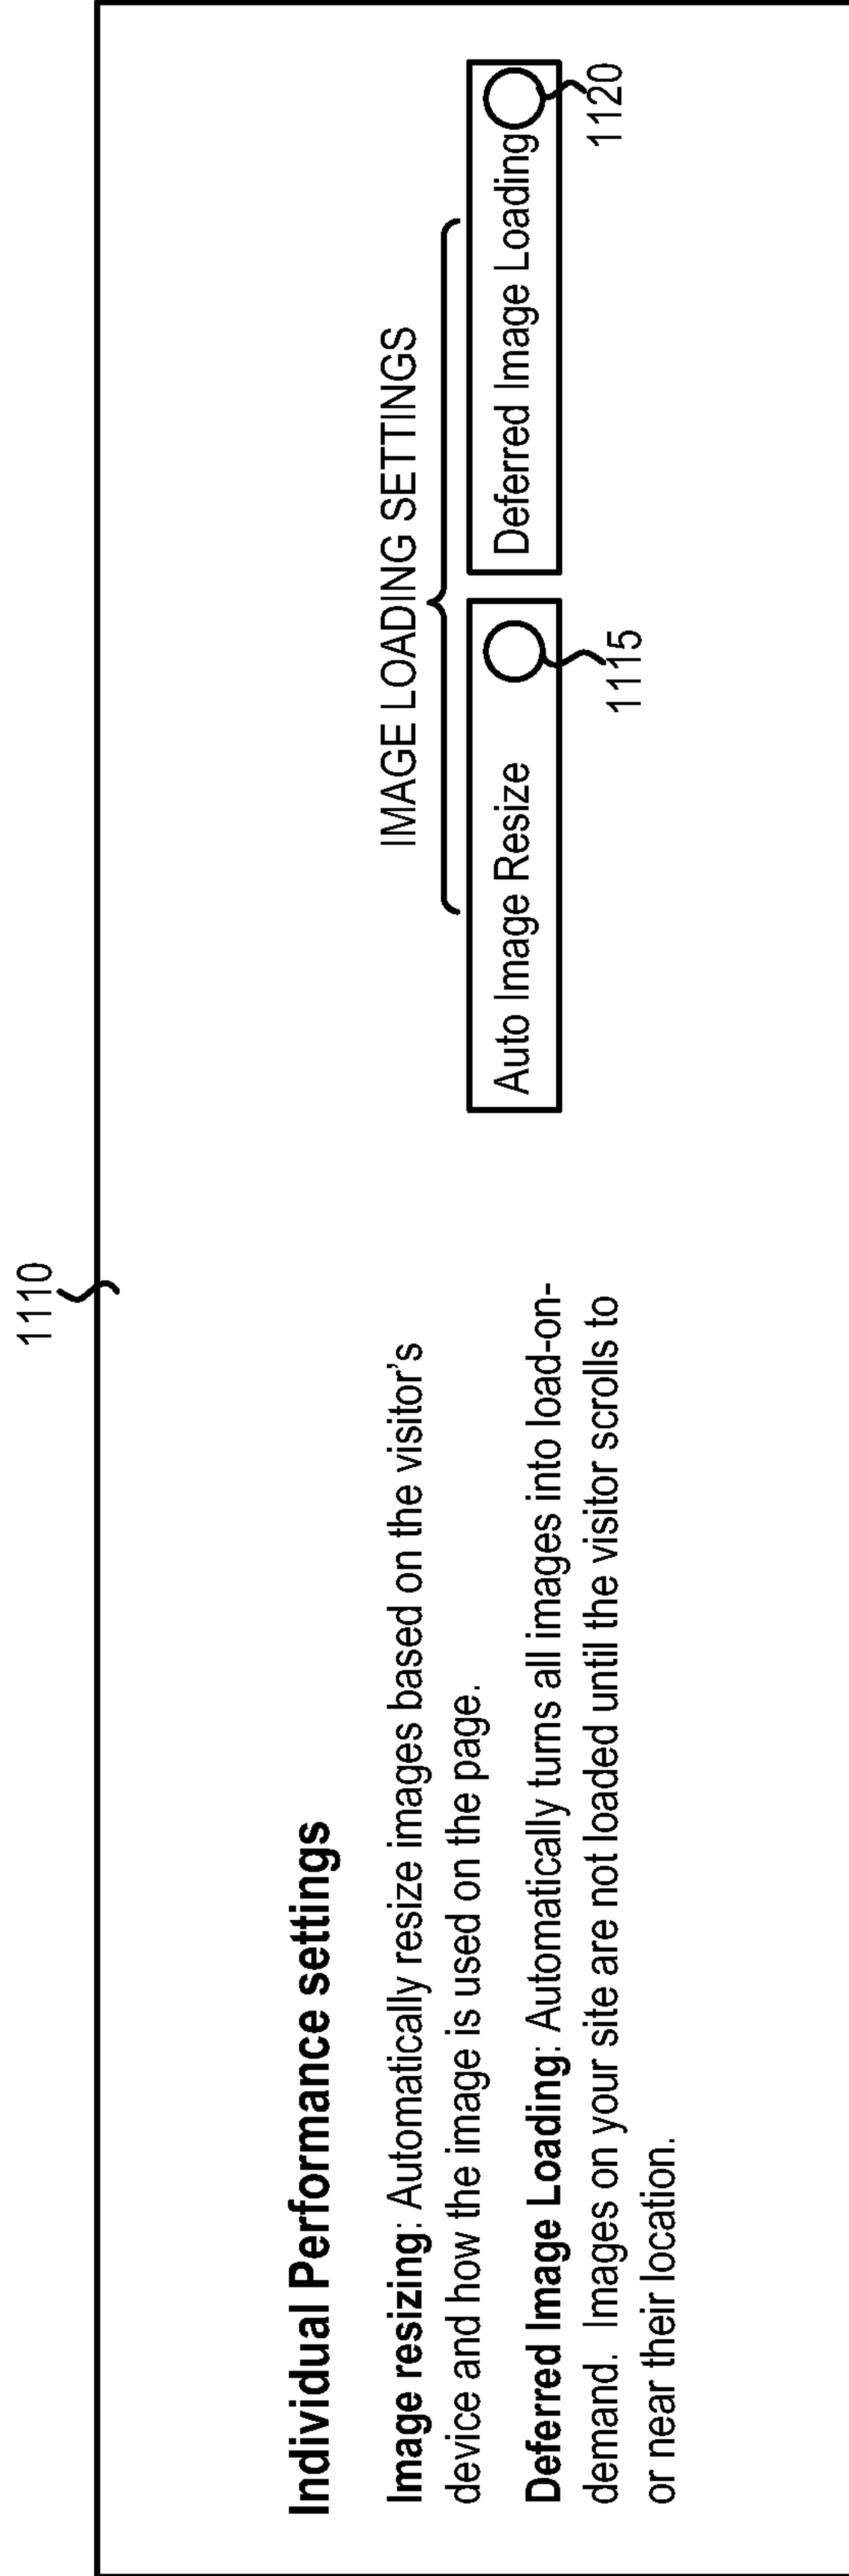 1110
Individual Performance settings
Image resizing: Automatically resize images based on the visitor's
device and how the image is used on the page.
Deferred Image Loading: Automatically turns all images into load-on-
demand. Images on your site are not loaded until the visitor scrolls to
or near their location.
IMAGE LOADING SETTINGS
Auto Image Resize
1115
Deferred Image Loading
1120